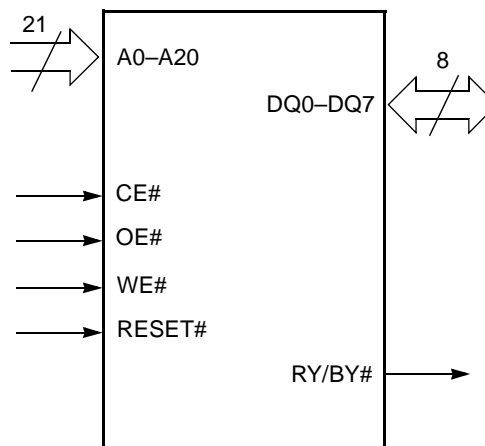 21
A0–A20
8
DQ0–DQ7
CE#
OE#
WE#
RESET#
RY/BY#